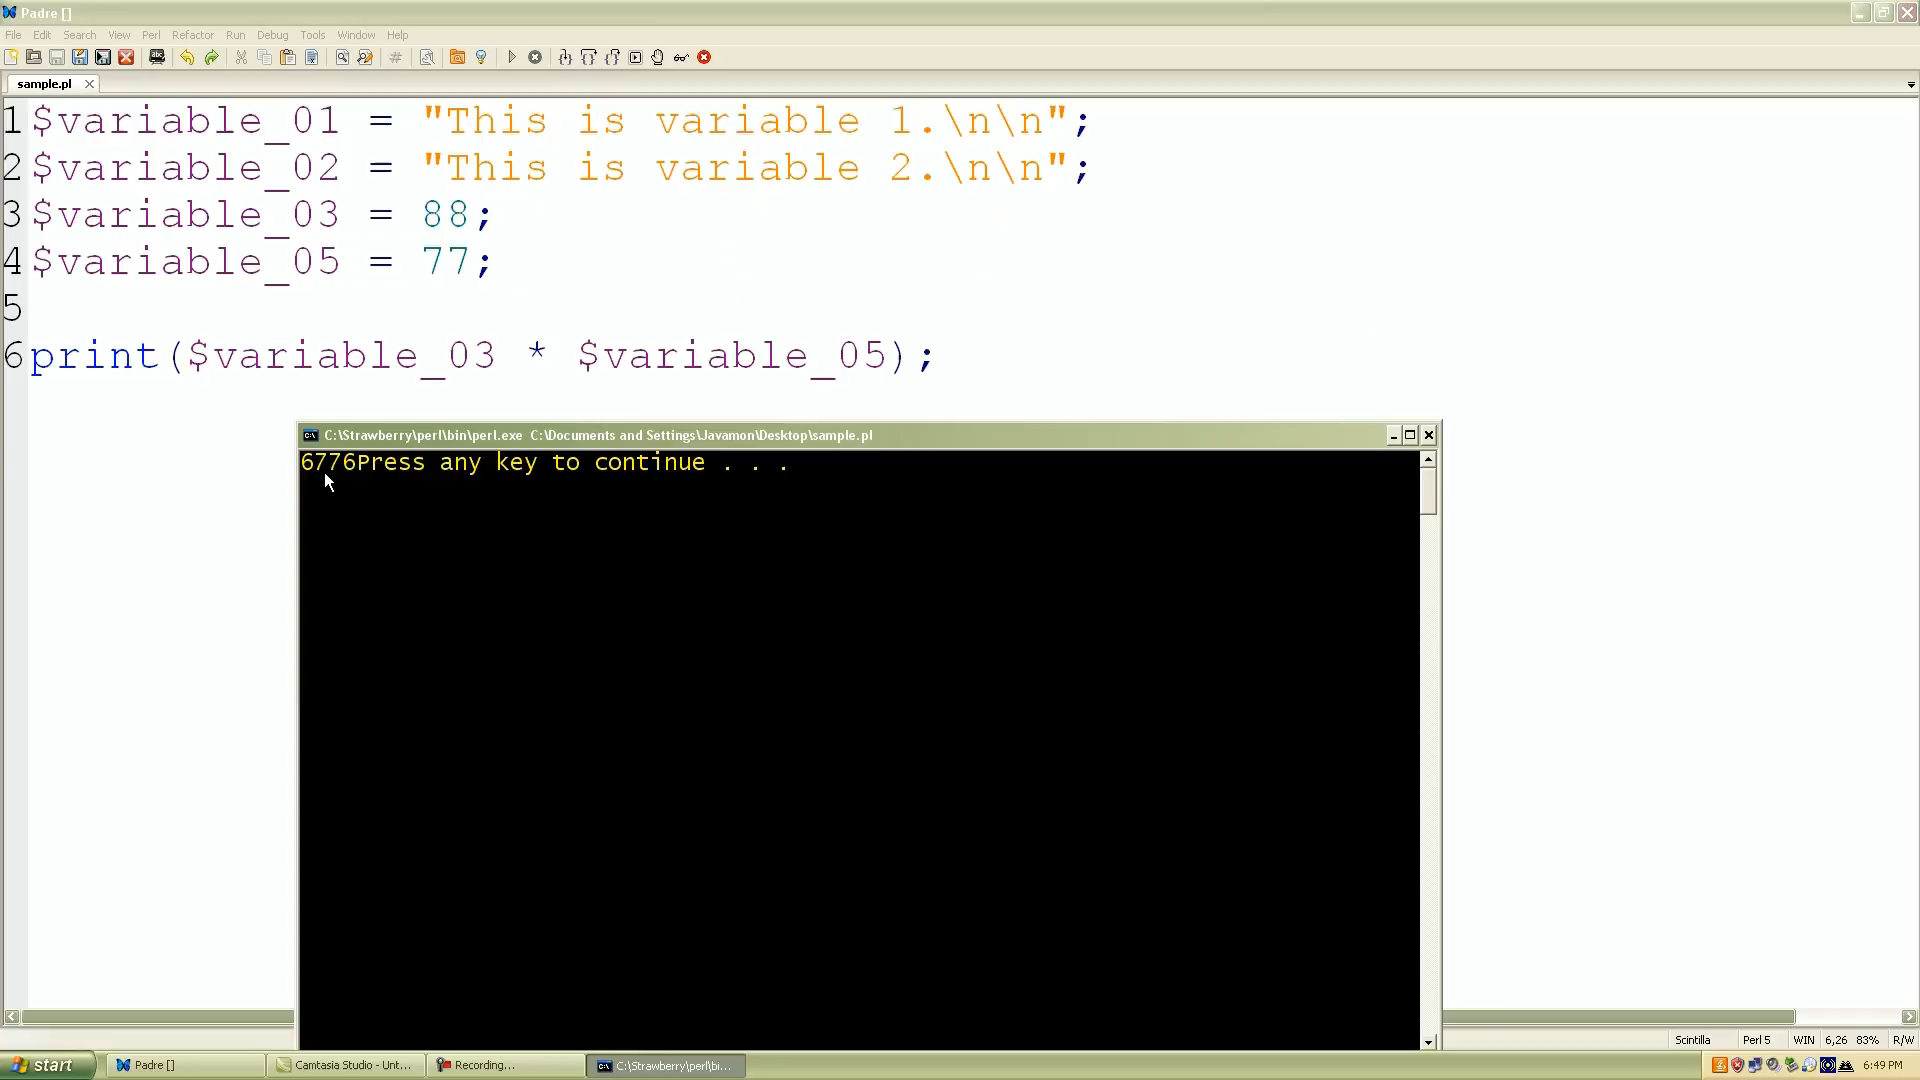 Padre []
File Edit Search View Perl Refactor Run Debug Tools Window Help
sample.pl
1 $variable_01 = "This is variable 1.\n\n";
2 $variable_02 = "This is variable 2.\n\n";
3 $variable_03 = 88;
4 $variable_05 = 77;
5
6 print($variable_03 * $variable_05);
C:\Strawberry\perl\bin\perl.exe C:\Documents and Settings\Javamon\Desktop\sample.pl
6776Press any key to continue . . .
Scintilla Perl 5 WIN 6,26 83% R/W
start Padre [] Camtasia Studio - Unt... Recording... C:\Strawberry\perl\bi... 6:49 PM